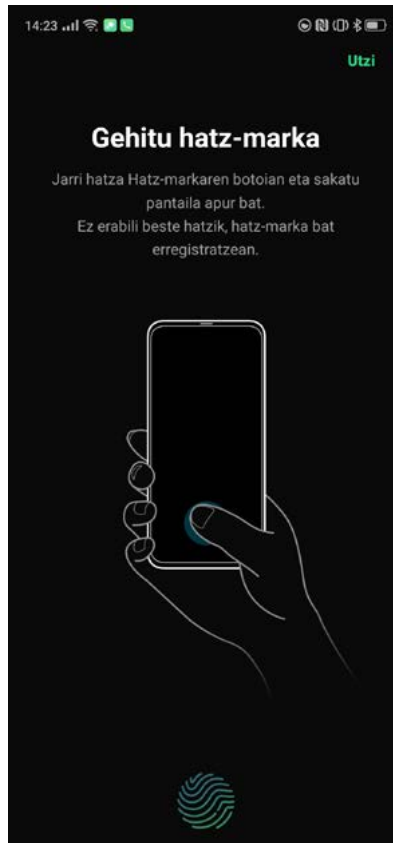 14:23
Utzi
Gehitu hatz-marka
Jarri hatza Hatz-markaren botoian eta sakatu
pantaila apur bat.
Ez erabili beste hatzik, hatz-marka bat
erregistratzean.